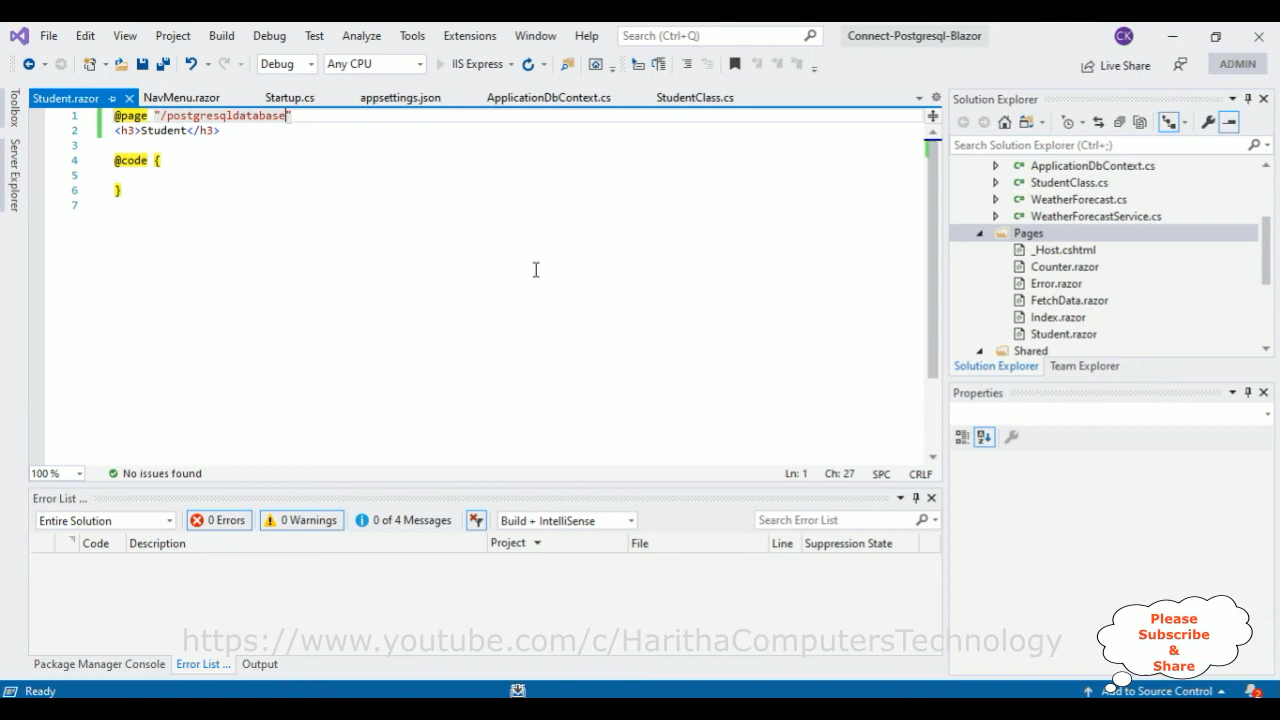 File Edit View Project Build Debug Test Analyze Tools Extensions Window Help Search (Ctrl+Q) Connect-Postgresql-Blazor CK
Debug Any CPU IIS Express Live Share ADMIN
Toolbox
Server Explorer
Student.razor NavMenu.razor Startup.cs appsettings.json ApplicationDbContext.cs StudentClass.cs
1 @page "/postgresqldatabase"
2 <h3>Student</h3>
3
4 @code {
5
6 }
7
100 % No issues found Ln: 1 Ch: 27 SPC CRLF
Solution Explorer
Search Solution Explorer (Ctrl+;)
C# ApplicationDbContext.cs
C# StudentClass.cs
C# WeatherForecast.cs
C# WeatherForecastService.cs
Pages
_Host.cshtml
Counter.razor
Error.razor
FetchData.razor
Index.razor
Student.razor
Shared
Solution Explorer Team Explorer
Properties
Error List ...
Entire Solution 0 Errors 0 Warnings 0 of 4 Messages Build + IntelliSense Search Error List
Code Description Project File Line Suppression State
https://www.youtube.com/c/HarithaComputersTechnology
Please
Subscribe
&
Share
Package Manager Console Error List ... Output
Ready Add to Source Control 2